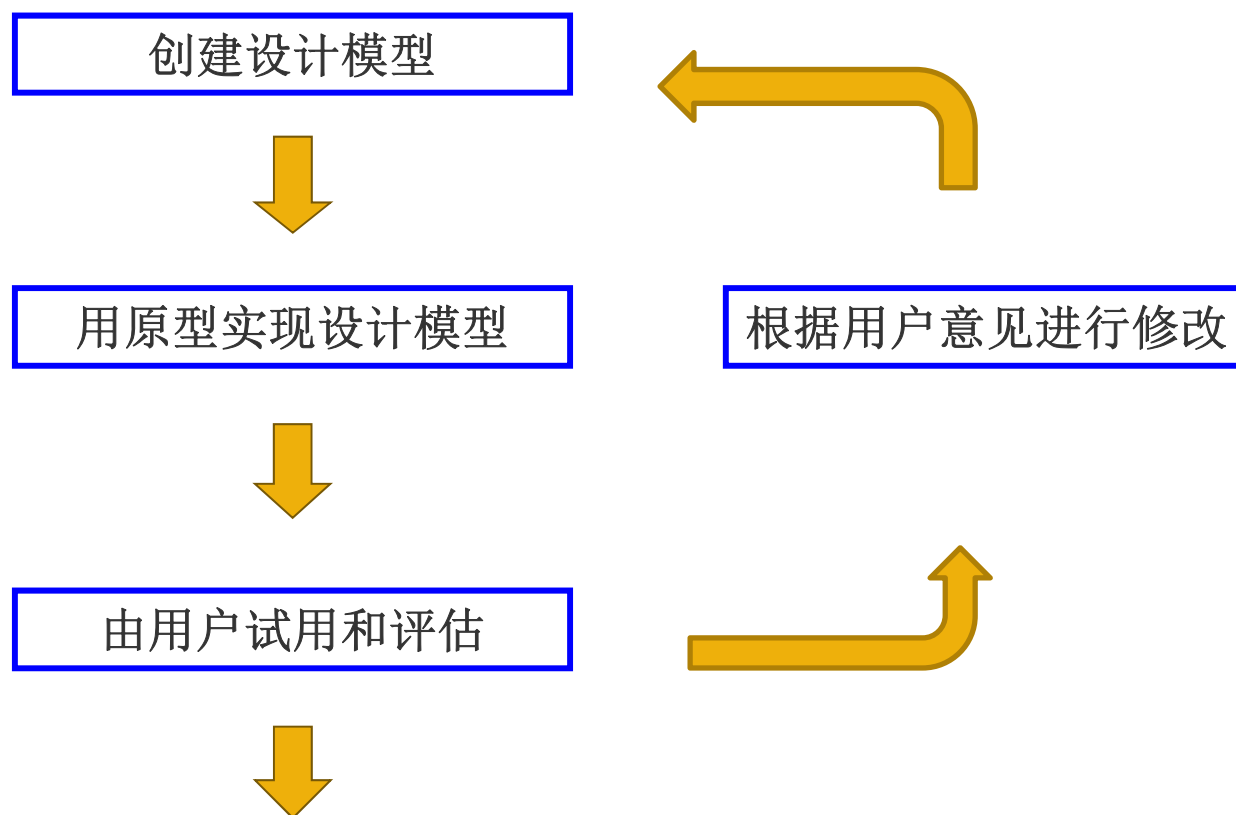 创建设计模型
用原型实现设计模型
根据用户意见进行修改
由用户试用和评估